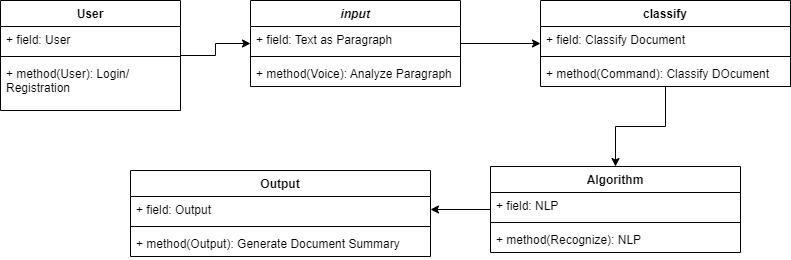 User
+ field: User
+ method(User): Login/
Registration
input
+ field: Text as Paragraph
+ method(Voice): Analyze Paragraph
classify
+ field: Classify Document
+ method(Command): Classify DOcument
Output
+ field: Output
+ method(Output): Generate Document Summary
Algorithm
+ field: NLP
+ method(Recognize): NLP